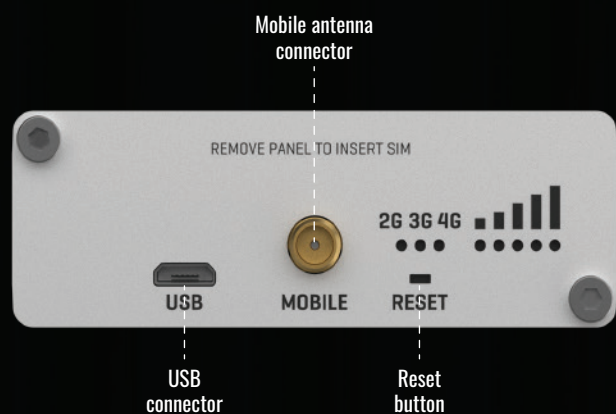 Mobile antenna
connector
REMOVE PANEL TO INSERT SIM
2G 3G 4G
USB
MOBILE
RESET
USB
connector
Reset
button